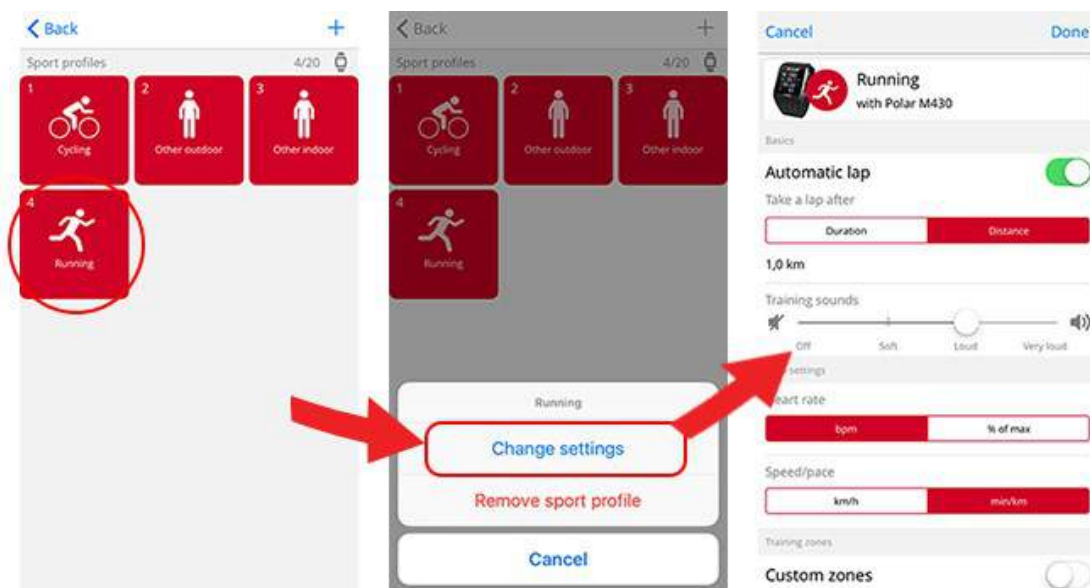 Back
Sport profiles 4/20
1 2 3
Cycling Other outdoor Other indoor
4
Running
Back
Sport profiles 4/20
1 2 3
Cycling Other outdoor Other indoor
4
Running
Running
Change settings
Remove sport profile
Cancel
Cancel Done
Running
with Polar M430
Basics
Automatic lap
Take a lap after
Duration Distance
1,0 km
Training sounds
Off Soft Loud Very loud
settings
eart rate
bpm % of max
Speed/pace
km/h min/km
Training zones
Custom zones